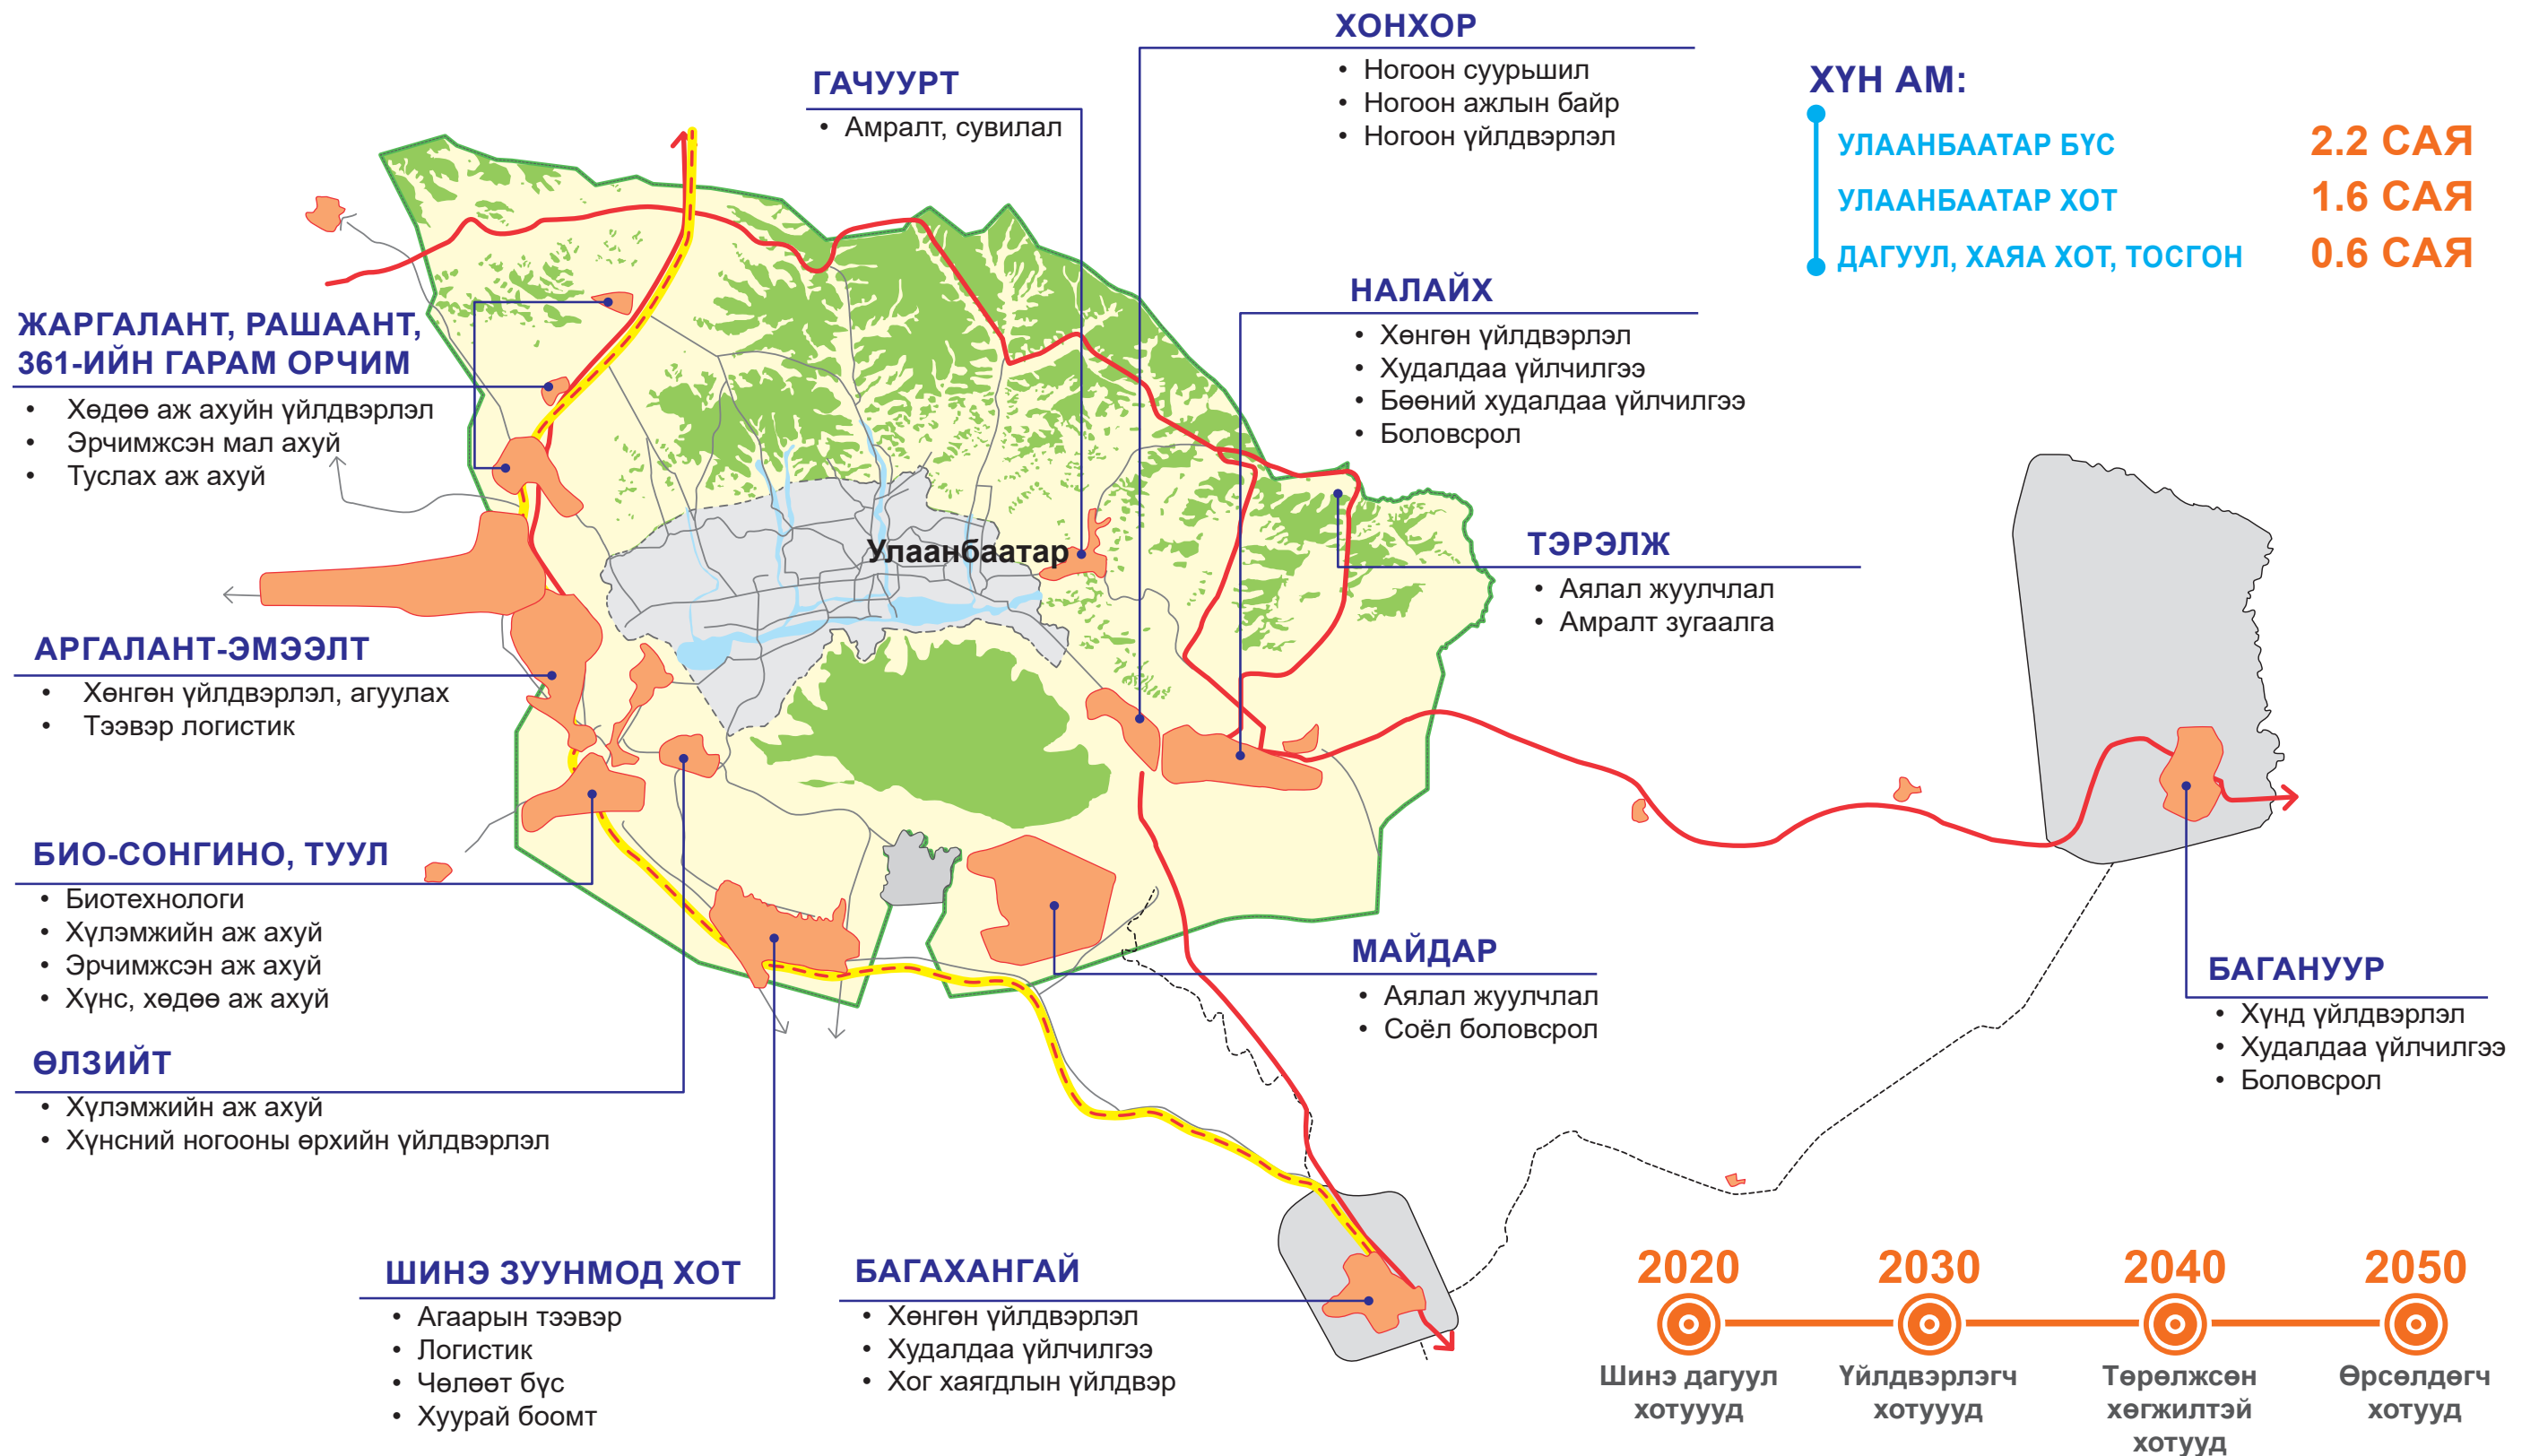 ХОНХОР
• Ногоон суурьшил
• Ногоон ажлын байр
• Ногоон үйлдвэрлэл
ГАЧУУРТ
• Амралт, сувилал
ХҮН АМ:
УЛААНБААТАР БҮС 2.2 САЯ
УЛААНБААТАР ХОТ 1.6 САЯ
ДАГУУЛ, ХАЯА ХОТ, ТОСГОН 0.6 САЯ
НАЛАЙХ
• Хөнгөн үйлдвэрлэл
• Худалдаа үйлчилгээ
• Бөөний худалдаа үйлчилгээ
• Боловсрол
ЖАРГАЛАНТ, РАШААНТ,
361-ИЙН ГАРАМ ОРЧИМ
• Хөдөө аж ахуйн үйлдвэрлэл
• Эрчимжсэн мал ахуй
• Туслах аж ахуй
Улаанбаатар
ТЭРЭЛЖ
• Аялал жуулчлал
• Амралт зугаалга
АРГАЛАНТ-ЭМЭЭЛТ
• Хөнгөн үйлдвэрлэл, агуулах
• Тээвэр логистик
БИО-СОНГИНО, ТУУЛ
• Биотехнологи
• Хүлэмжийн аж ахуй
• Эрчимжсэн аж ахуй
• Хүнс, хөдөө аж ахуй
МАЙДАР
• Аялал жуулчлал
• Соёл боловсрол
БАГАНУУР
• Хүнд үйлдвэрлэл
• Худалдаа үйлчилгээ
• Боловсрол
ӨЛЗИЙТ
• Хүлэмжийн аж ахуй
• Хүнсний ногооны өрхийн үйлдвэрлэл
ШИНЭ ЗУУНМОД ХОТ
• Агаарын тээвэр
• Логистик
• Чөлөөт бүс
• Хуурай боомт
БАГАХАНГАЙ
• Хөнгөн үйлдвэрлэл
• Худалдаа үйлчилгээ
• Хог хаягдлын үйлдвэр
2020
Шинэ дагуул
хотуууд
2030
Үйлдвэрлэгч
хотуууд
2040
Төрөлжсөн
хөгжилтэй
хотууд
2050
Өрсөлдөгч
хотууд